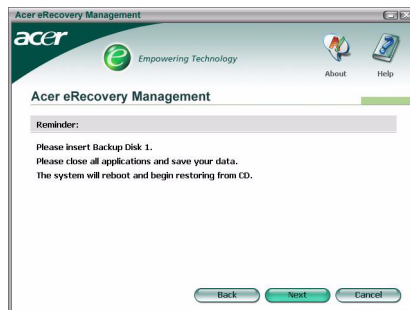 Acer eRecovery Management
acer
e
Empowering Technology
About
Help
Acer eRecovery Management
Reminder:
Please insert Backup Disk 1.
Please close all applications and save your data.
The system will reboot and begin restoring from CD.
Back
Next
Cancel